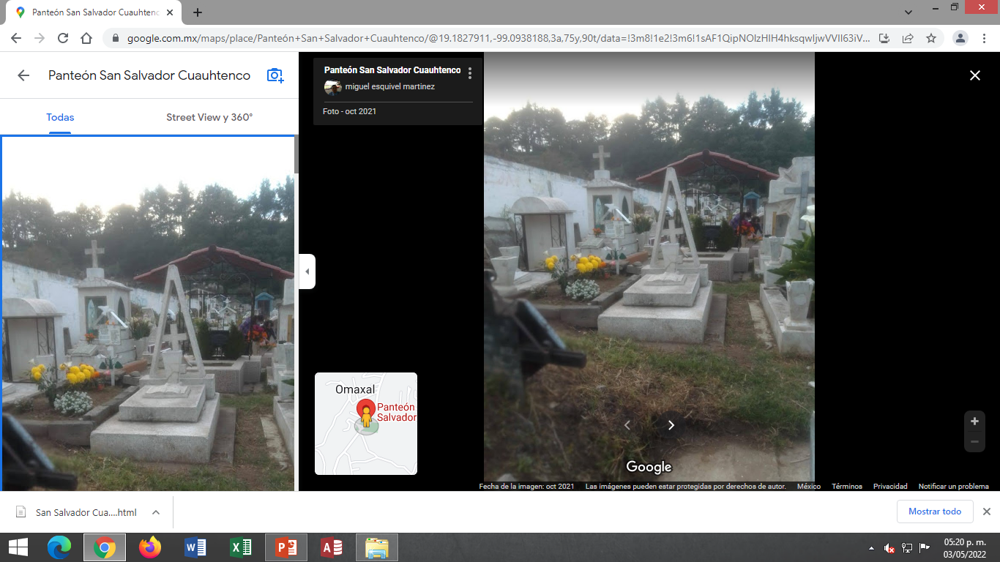 Panteón San Salvador Cuauhtenc
google.com.mx/maps/place/Panteón+San+Salvador+Cuauhtenco/@19.1827911,-99.0938188,3a,75y,90t/data=!3m8!1e2!3m6!1sAF1QipNOlzHIH4hksqwIjwVVII63iV...
Panteón San Salvador Cuauhtenco
Todas
Street View y 360°
Panteón San Salvador Cuauhtenco
miguel esquivel martinez
Foto - oct 2021
Omaxal
Panteón
Salvador
Google
Fecha de la imagen: oct 2021 Las imágenes pueden estar protegidas por derechos de autor. México Términos Privacidad Notificar un problema
San Salvador Cua....html
Mostrar todo
05:20 p. m.
03/05/2022